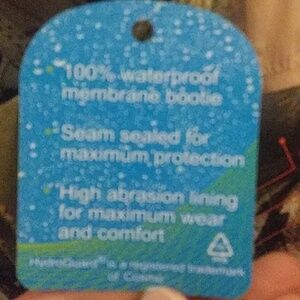 100% waterproof
membrane bootie
Seam sealed for
maximum protection
High abrasion lining
for maximum wear
and comfort
HydroGuard™ is a registered trademark
of